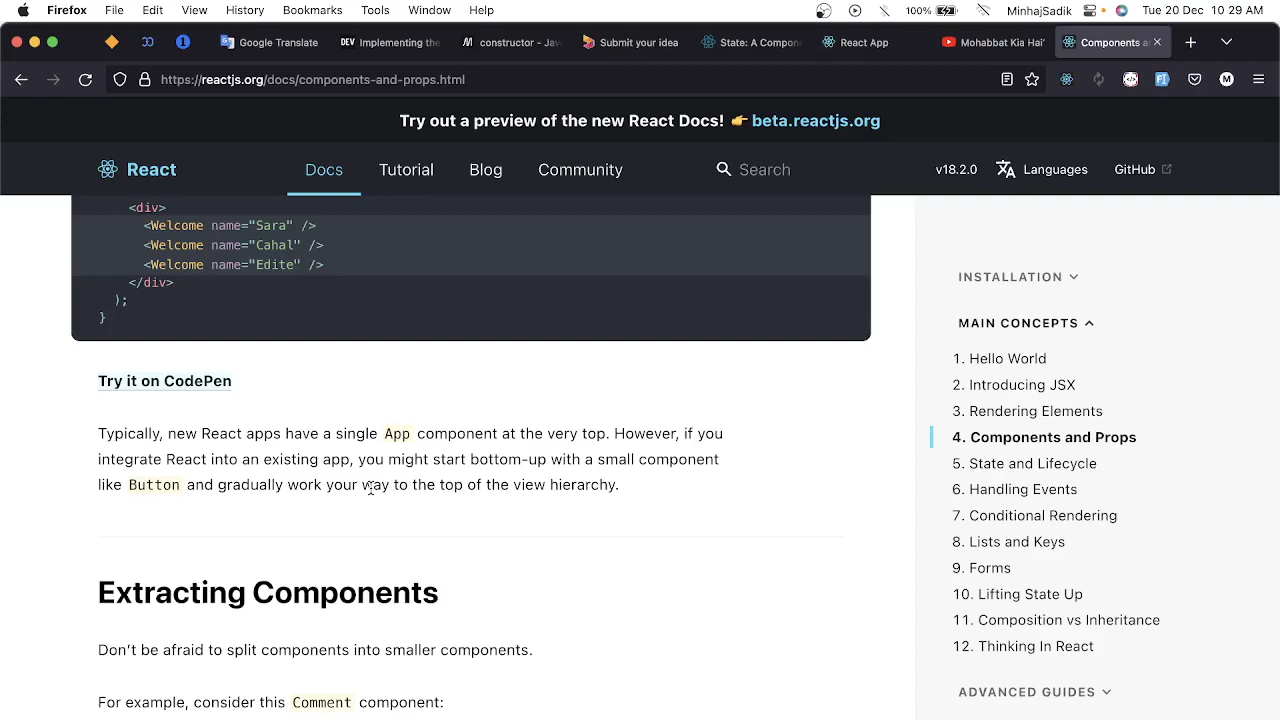 Firefox File Edit View History Bookmarks Tools Window Help 100% MinhajSadik Tue 20 Dec 10:29 AM
Google Translate DEV Implementing the constructor - Jav Submit your idea State: A Compone React App Mohabbat Kia Hai' Components a
https://reactjs.org/docs/components-and-props.html
Try out a preview of the new React Docs! 👉 beta.reactjs.org
React Docs Tutorial Blog Community Search v18.2.0 Languages GitHub
<div>
<Welcome name="Sara" />
<Welcome name="Cahal" />
<Welcome name="Edite" />
</div>
);
}
Try it on CodePen
Typically, new React apps have a single App component at the very top. However, if you
integrate React into an existing app, you might start bottom-up with a small component
like Button and gradually work your way to the top of the view hierarchy.
Extracting Components
Don't be afraid to split components into smaller components.
For example, consider this Comment component:
INSTALLATION
MAIN CONCEPTS
1. Hello World
2. Introducing JSX
3. Rendering Elements
4. Components and Props
5. State and Lifecycle
6. Handling Events
7. Conditional Rendering
8. Lists and Keys
9. Forms
10. Lifting State Up
11. Composition vs Inheritance
12. Thinking In React
ADVANCED GUIDES